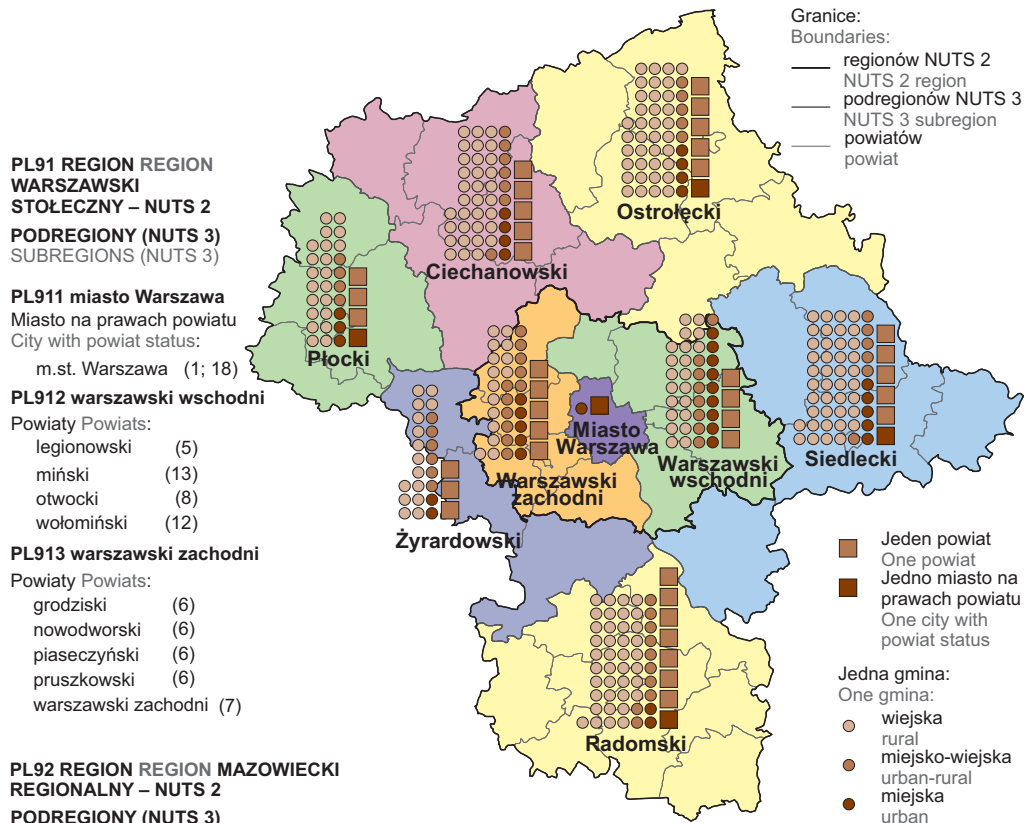 PL91 REGION REGION
WARSZAWSKI
STOŁECZNY – NUTS 2
PODREGIONY (NUTS 3)
SUBREGIONS (NUTS 3)
PL911 miasto Warszawa
Miasto na prawach powiatu
City with powiat status:
m.st. Warszawa (1; 18)
PL912 warszawski wschodni
Powiaty Powiats:
legionowski (5)
miński (13)
otwocki (8)
wołomiński (12)
PL913 warszawski zachodni
Powiaty Powiats:
grodziski (6)
nowodworski (6)
piaseczyński (6)
pruszkowski (6)
warszawski zachodni (7)
PL92 REGION REGION MAZOWIECKI
REGIONALNY – NUTS 2
PODREGIONY (NUTS 3)
Ostrołęcki
Ciechanowski
Płocki
Miasto
Warszawa
Warszawski
wschodni
Siedlecki
Warszawski
zachodni
Żyrardowski
Radomski
Granice:
Boundaries:
regionów NUTS 2
NUTS 2 region
podregionów NUTS 3
NUTS 3 subregion
powiatów
powiat
Jeden powiat
One powiat
Jedno miasto na
prawach powiatu
One city with
powiat status
Jedna gmina:
One gmina:
wiejska
rural
miejsko-wiejska
urban-rural
miejska
urban